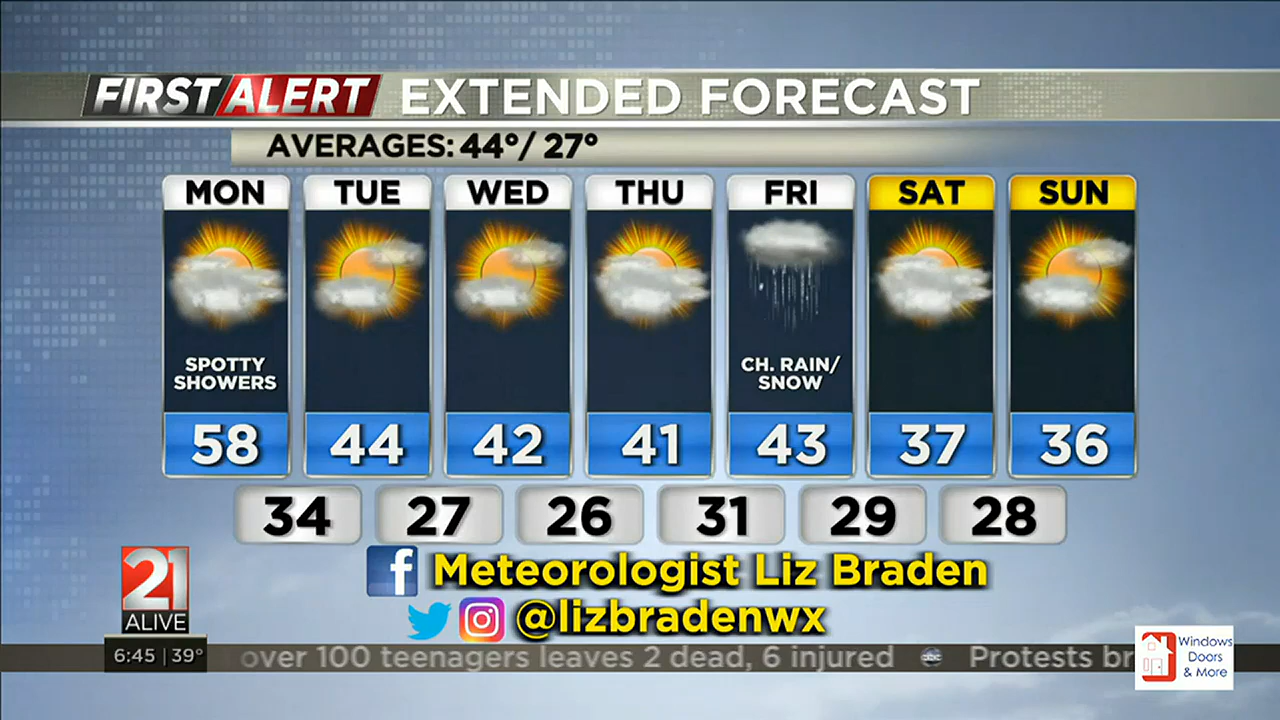 FIRST ALERT EXTENDED FORECAST
AVERAGES: 44°/ 27°
MON TUE WED THU FRI SAT SUN
SPOTTY
SHOWERS
CH. RAIN/
SNOW
58 44 42 41 43 37 36
34 27 26 31 29 28
f Meteorologist Liz Braden
@lizbradenwx
21
ALIVE
6:45 | 39°
over 100 teenagers leaves 2 dead, 6 injured abc Protests br
Windows
Doors
& More